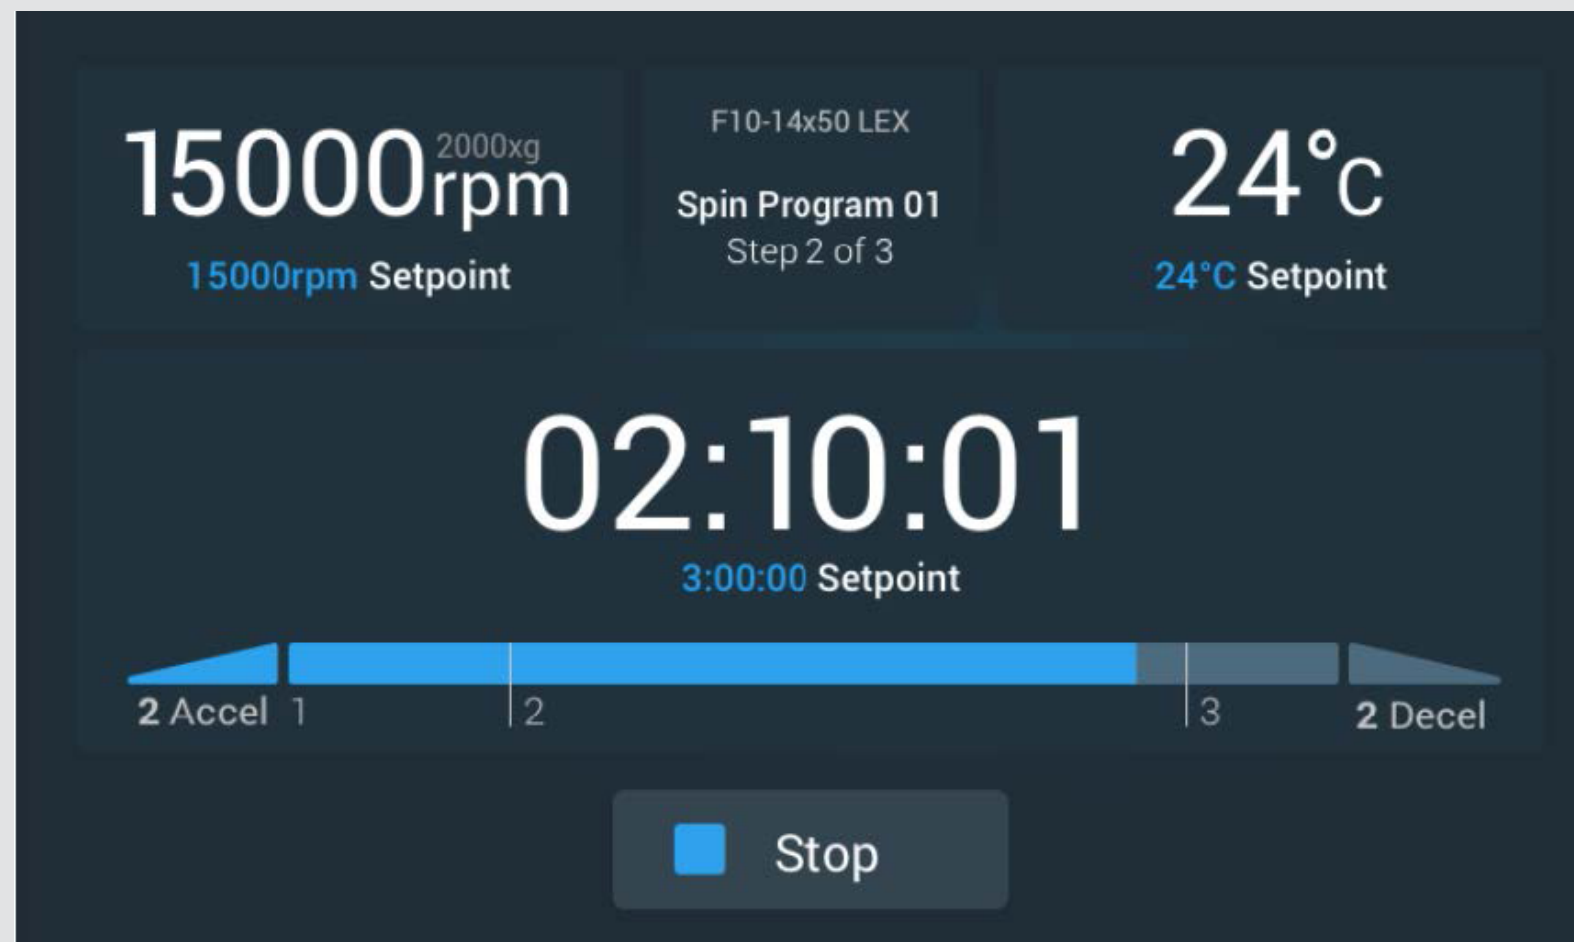 15000rpm 2000xg
15000rpm Setpoint
F10-14x50 LEX
Spin Program 01
Step 2 of 3
24°C
24°C Setpoint
02:10:01
3:00:00 Setpoint
2 Accel 1 2 3 2 Decel
Stop